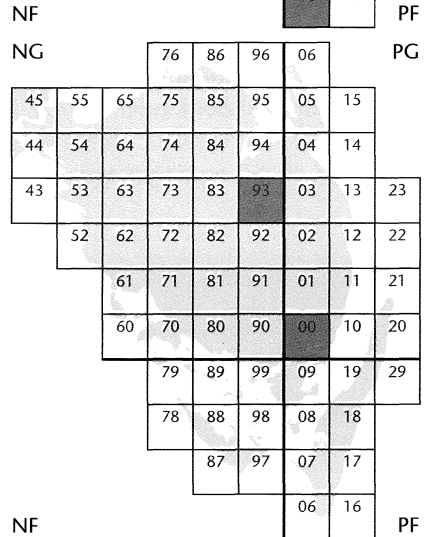 NF PF
NG 76 86 96 06 PG
45 55 65 75 85 95 05 15
44 54 64 74 84 94 04 14
43 53 63 73 83 93 03 13 23
52 62 72 82 92 02 12 22
61 71 81 91 01 11 21
60 70 80 90 00 10 20
79 89 99 09 19 29
78 88 98 08 18
87 97 07 17
NF 06 16 PF